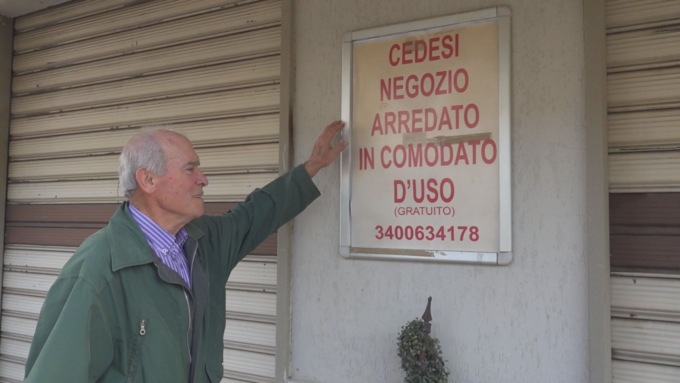 CEDESI
NEGOZIO
ARREDATO
IN COMODATO
D'USO
(GRATUITO)
3400634178